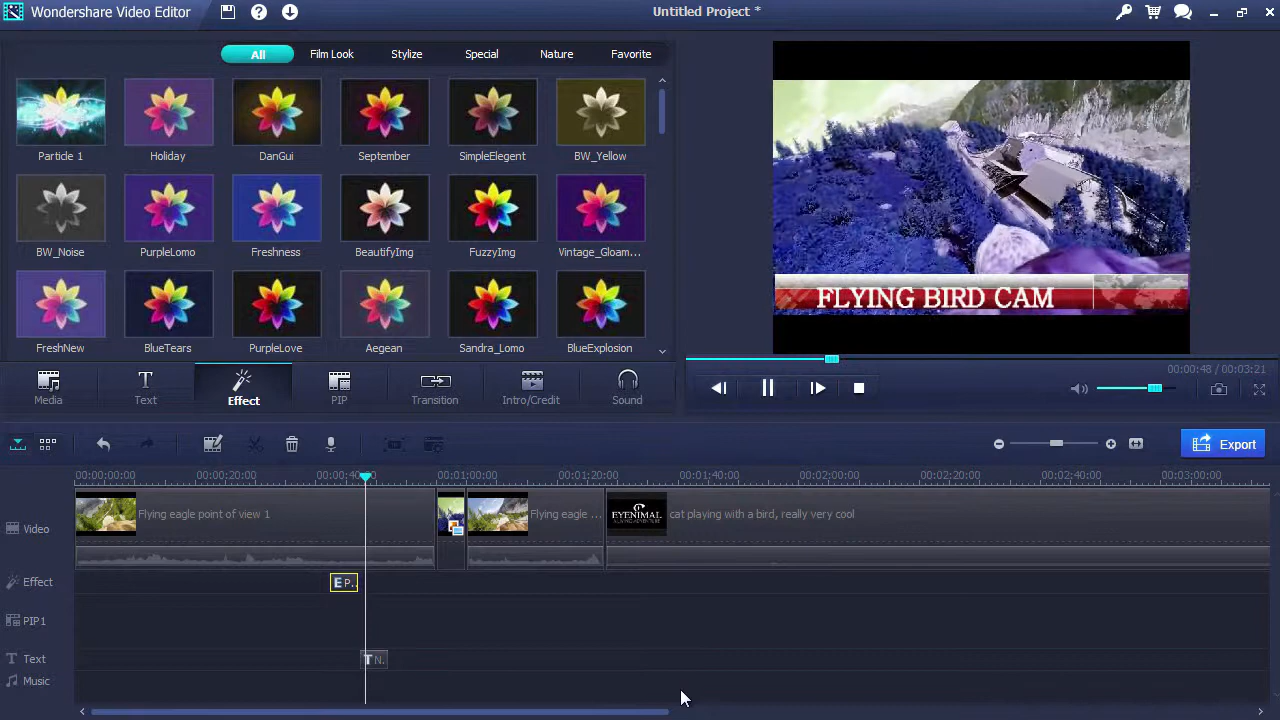 Wondershare Video Editor
Untitled Project *
All
Film Look
Stylize
Special
Nature
Favorite
Particle 1
Holiday
DanGui
September
SimpleElegent
BW_Yellow
BW_Noise
PurpleLomo
Freshness
BeautifyImg
FuzzyImg
Vintage_Gloam...
FreshNew
BlueTears
PurpleLove
Aegean
Sandra_Lomo
BlueExplosion
FLYING BIRD CAM
00:00:48 / 00:03:21
Media
Text
Effect
PIP
Transition
Intro/Credit
Sound
Export
00:00:00:00
00:00:20:00
00:00:40:00
00:01:00:00
00:01:20:00
00:01:40:00
00:02:00:00
00:02:20:00
00:02:40:00
00:03:00:00
Video
Flying eagle point of view 1
Flying eagle ...
EYENIMAL
cat playing with a bird, really very cool
Effect
E P..
PIP1
Text
T N.
Music